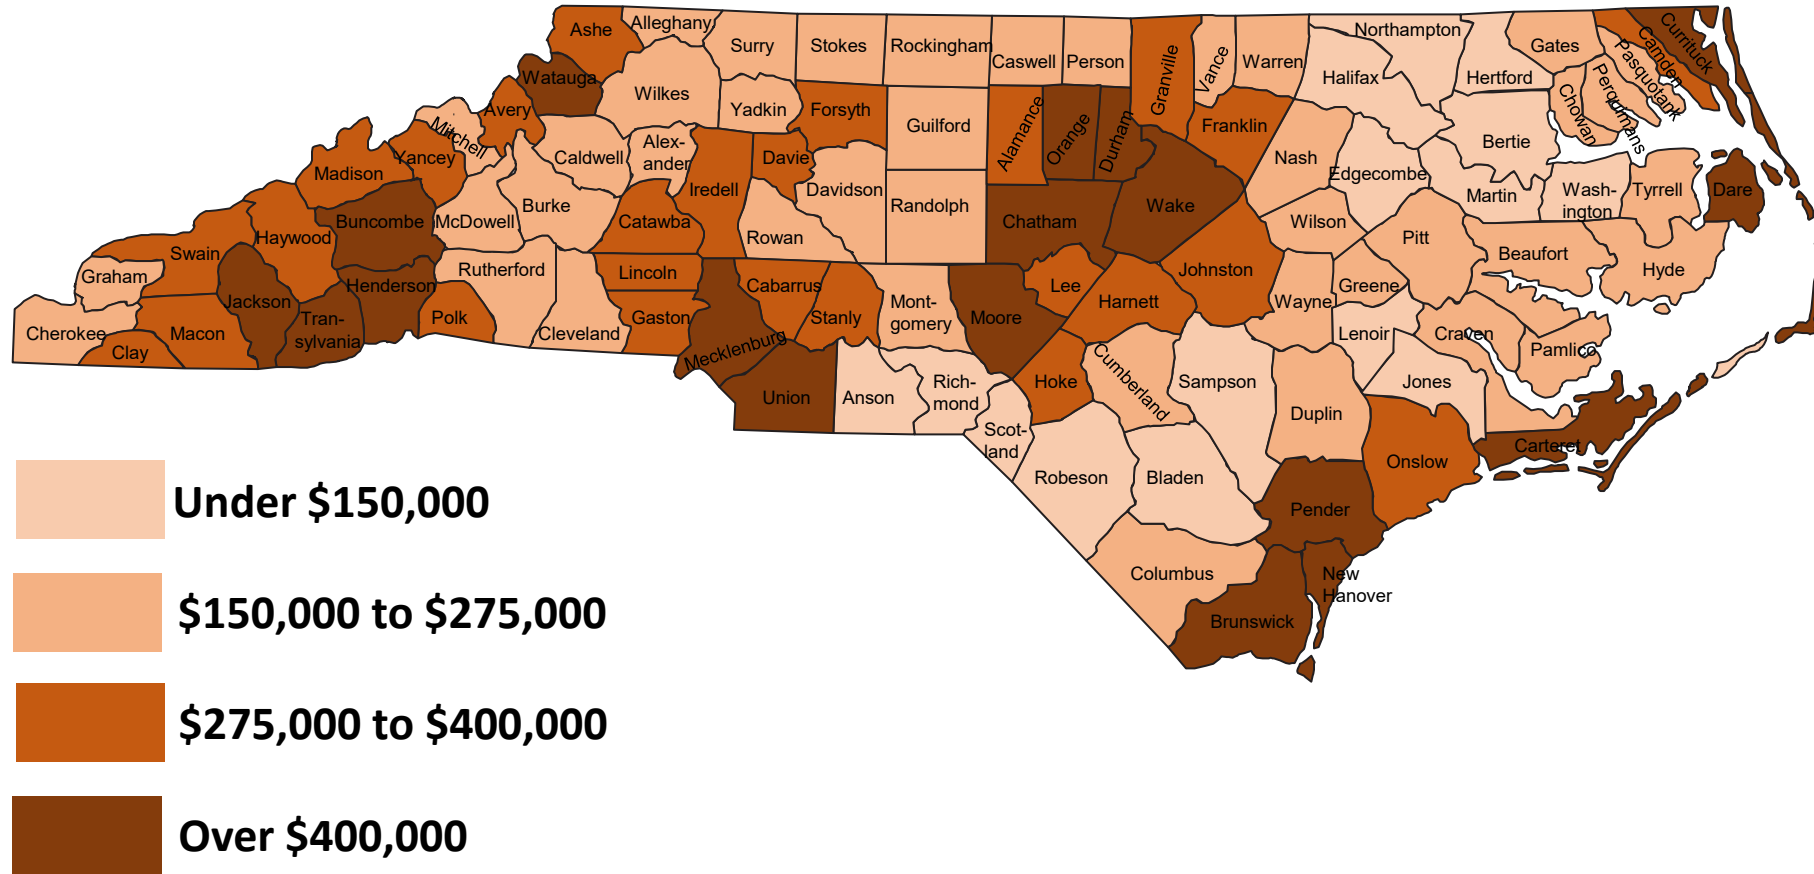 Ashe
Alleghany
Surry
Stokes
Rockingham
Caswell
Person
Granville
Vance
Warren
Northampton
Hertford
Gates
Camden
Currituck
Pasquotank
Perquimans
Chowan
Watauga
Wilkes
Yadkin
Forsyth
Guilford
Alamance
Orange
Durham
Franklin
Halifax
Bertie
Avery
Mitchell
Yancey
Madison
Caldwell
Alex-
ander
Iredell
Davie
Davidson
Randolph
Chatham
Wake
Nash
Edgecombe
Martin
Wash-
ington
Tyrrell
Dare
Swain
Haywood
Buncombe
McDowell
Burke
Catawba
Rowan
Wilson
Pitt
Beaufort
Hyde
Graham
Jackson
Henderson
Rutherford
Lincoln
Cabarrus
Stanly
Mont-
gomery
Moore
Lee
Harnett
Johnston
Wayne
Greene
Lenoir
Craven
Pamlico
Cherokee
Clay
Macon
Tran-
sylvania
Polk
Cleveland
Gaston
Mecklenburg
Union
Anson
Rich-
mond
Scot-
land
Hoke
Cumberland
Sampson
Duplin
Jones
Onslow
Carteret
Robeson
Bladen
Pender
Columbus
Brunswick
New
Hanover
Under $150,000
$150,000 to $275,000
$275,000 to $400,000
Over $400,000